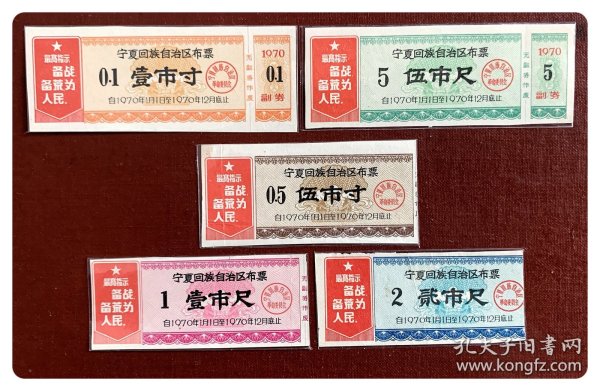 最高指示
备战
备荒为
人民.
宁夏回族自治区布票
0.1 壹市寸
自1970年1月1日至1970年12月底止
1970
0.1
副券
最高指示
备战
备荒为
人民.
宁夏回族自治区布票
5 伍市尺
自1970年1月1日至1970年12月底止
无副券作废
1970
5
副券
最高指示
备战
备荒为
人民.
宁夏回族自治区布票
0.5 伍市寸
自1970年1月1日至1970年12月底止
最高指示
备战
备荒为
人民.
宁夏回族自治区布票
1 壹市尺
自1970年1月1日至1970年12月底止
无副券作废
最高指示
备战
备荒为
人民.
宁夏回族自治区布票
2 贰市尺
自1970年1月1日至1970年12月底止
孔夫子旧书网
www.kongfz.com